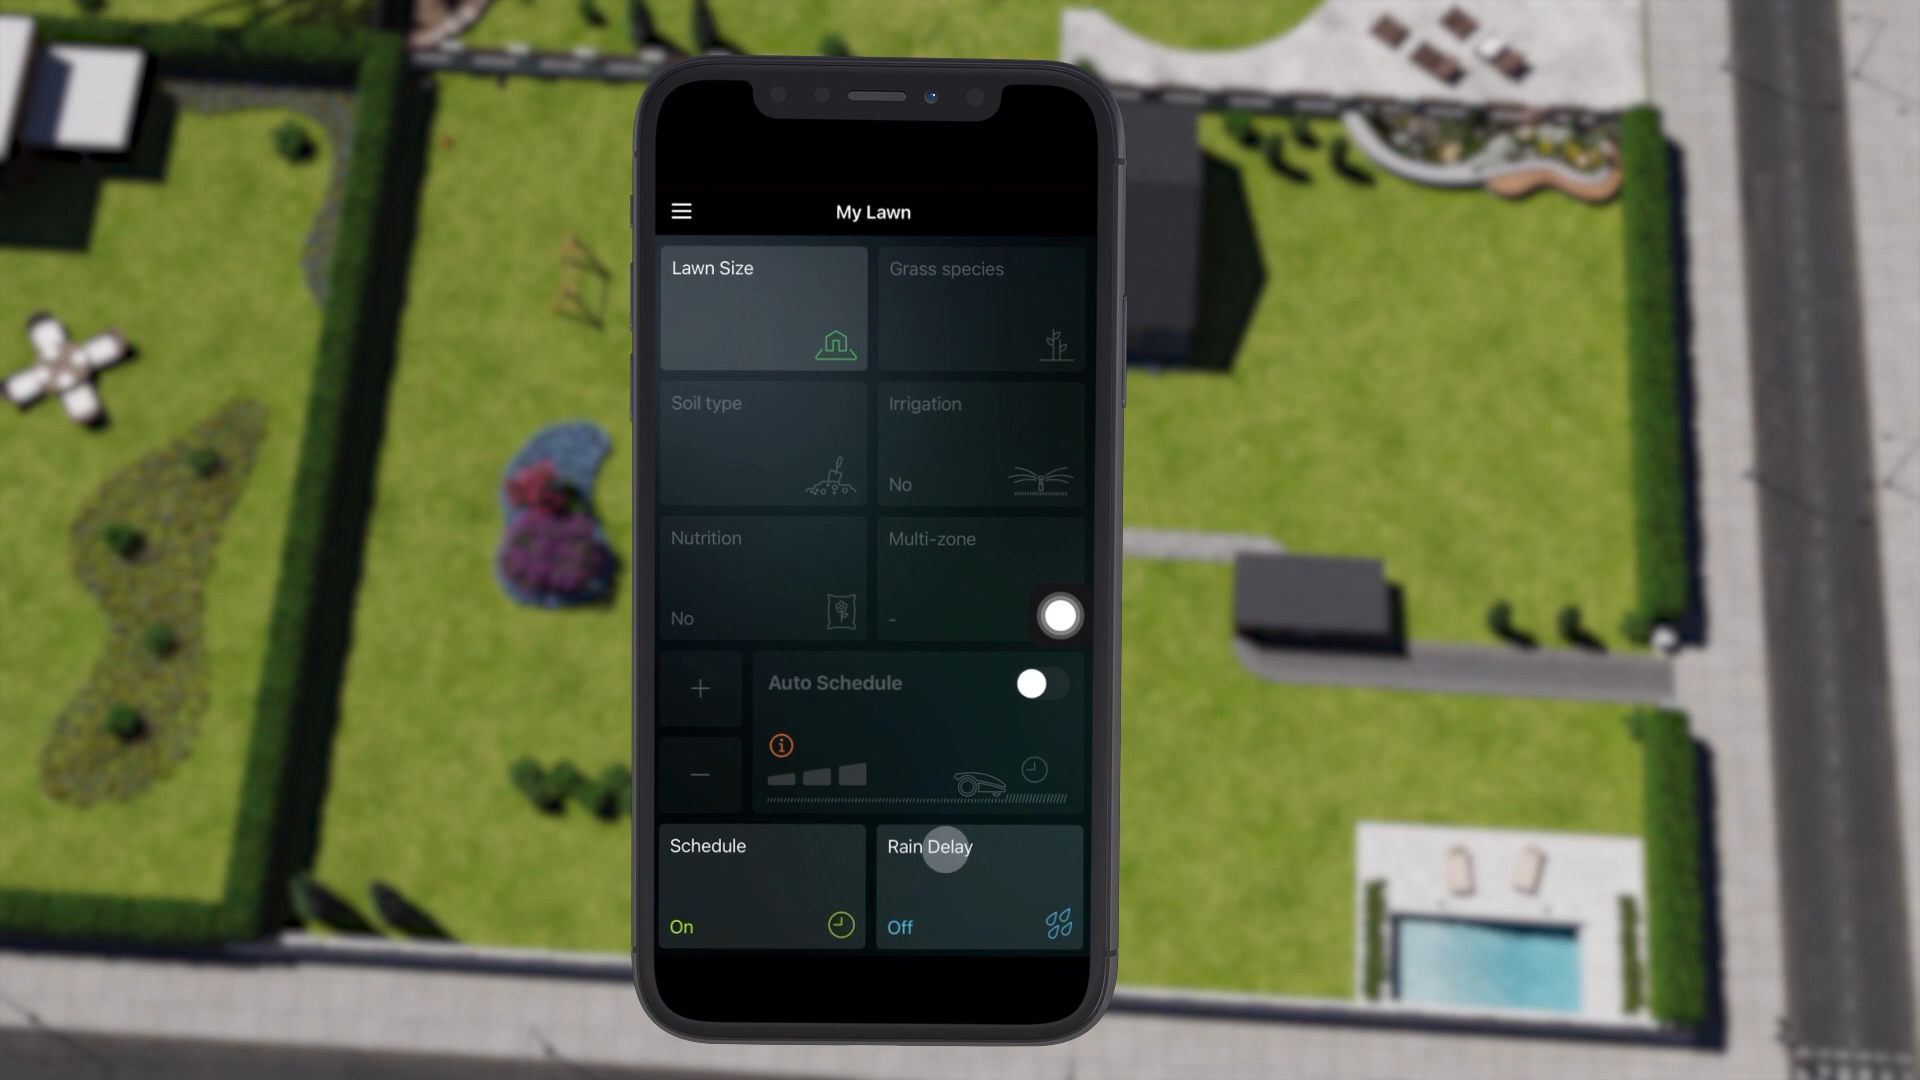 My Lawn
Lawn Size
Grass species
Soil type
Irrigation
No
Nutrition
Multi-zone
No
-
Auto Schedule
Schedule
Rain Delay
On
Off